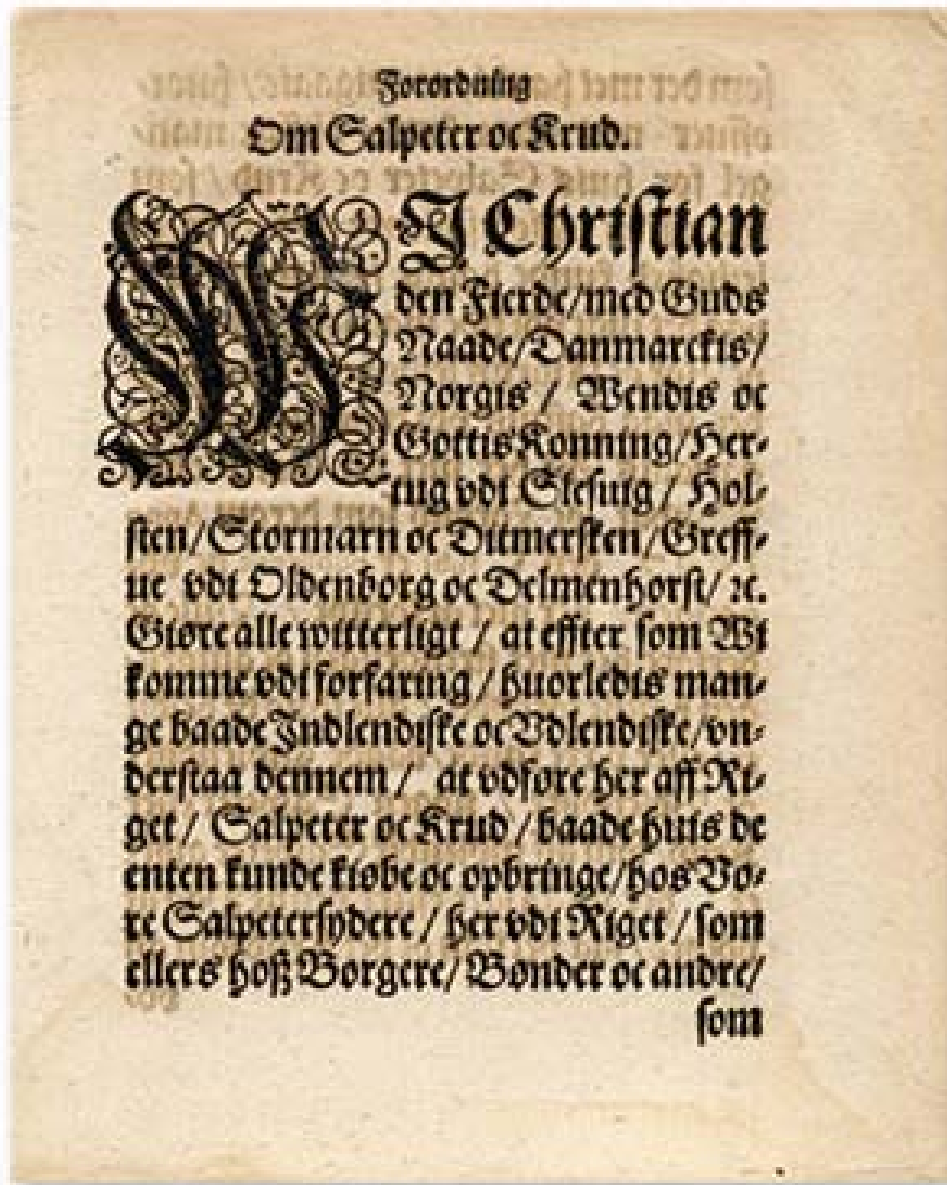 Forordning
Om Salpeter oc Krud.
WJ Christian
den Fierde/med Guds
Naade/Danmarckis/
Norgis / Wendis oc
Gottis Konning/Her-
tug vdi Slesuig / Hol-
sten/Stormarn oc Ditmersken/Greff-
ue vdi Oldenborg oc Delmenhorst/ ꝛc.
Giøre alle witterligt / at effter som Wi
komme vdi forfaring / huorledis man-
ge baade Indlendiske oc Vdlendiske/vn-
derstaa dennem / at vdføre her aff Ri-
get / Salpeter oc Krud / baade huis de
enten kunde kiøbe oc opbringe/hos Vo-
re Salpetersydere / her vdi Riget / som
ellers hoß Borgere/ Bønder oc andre/
som